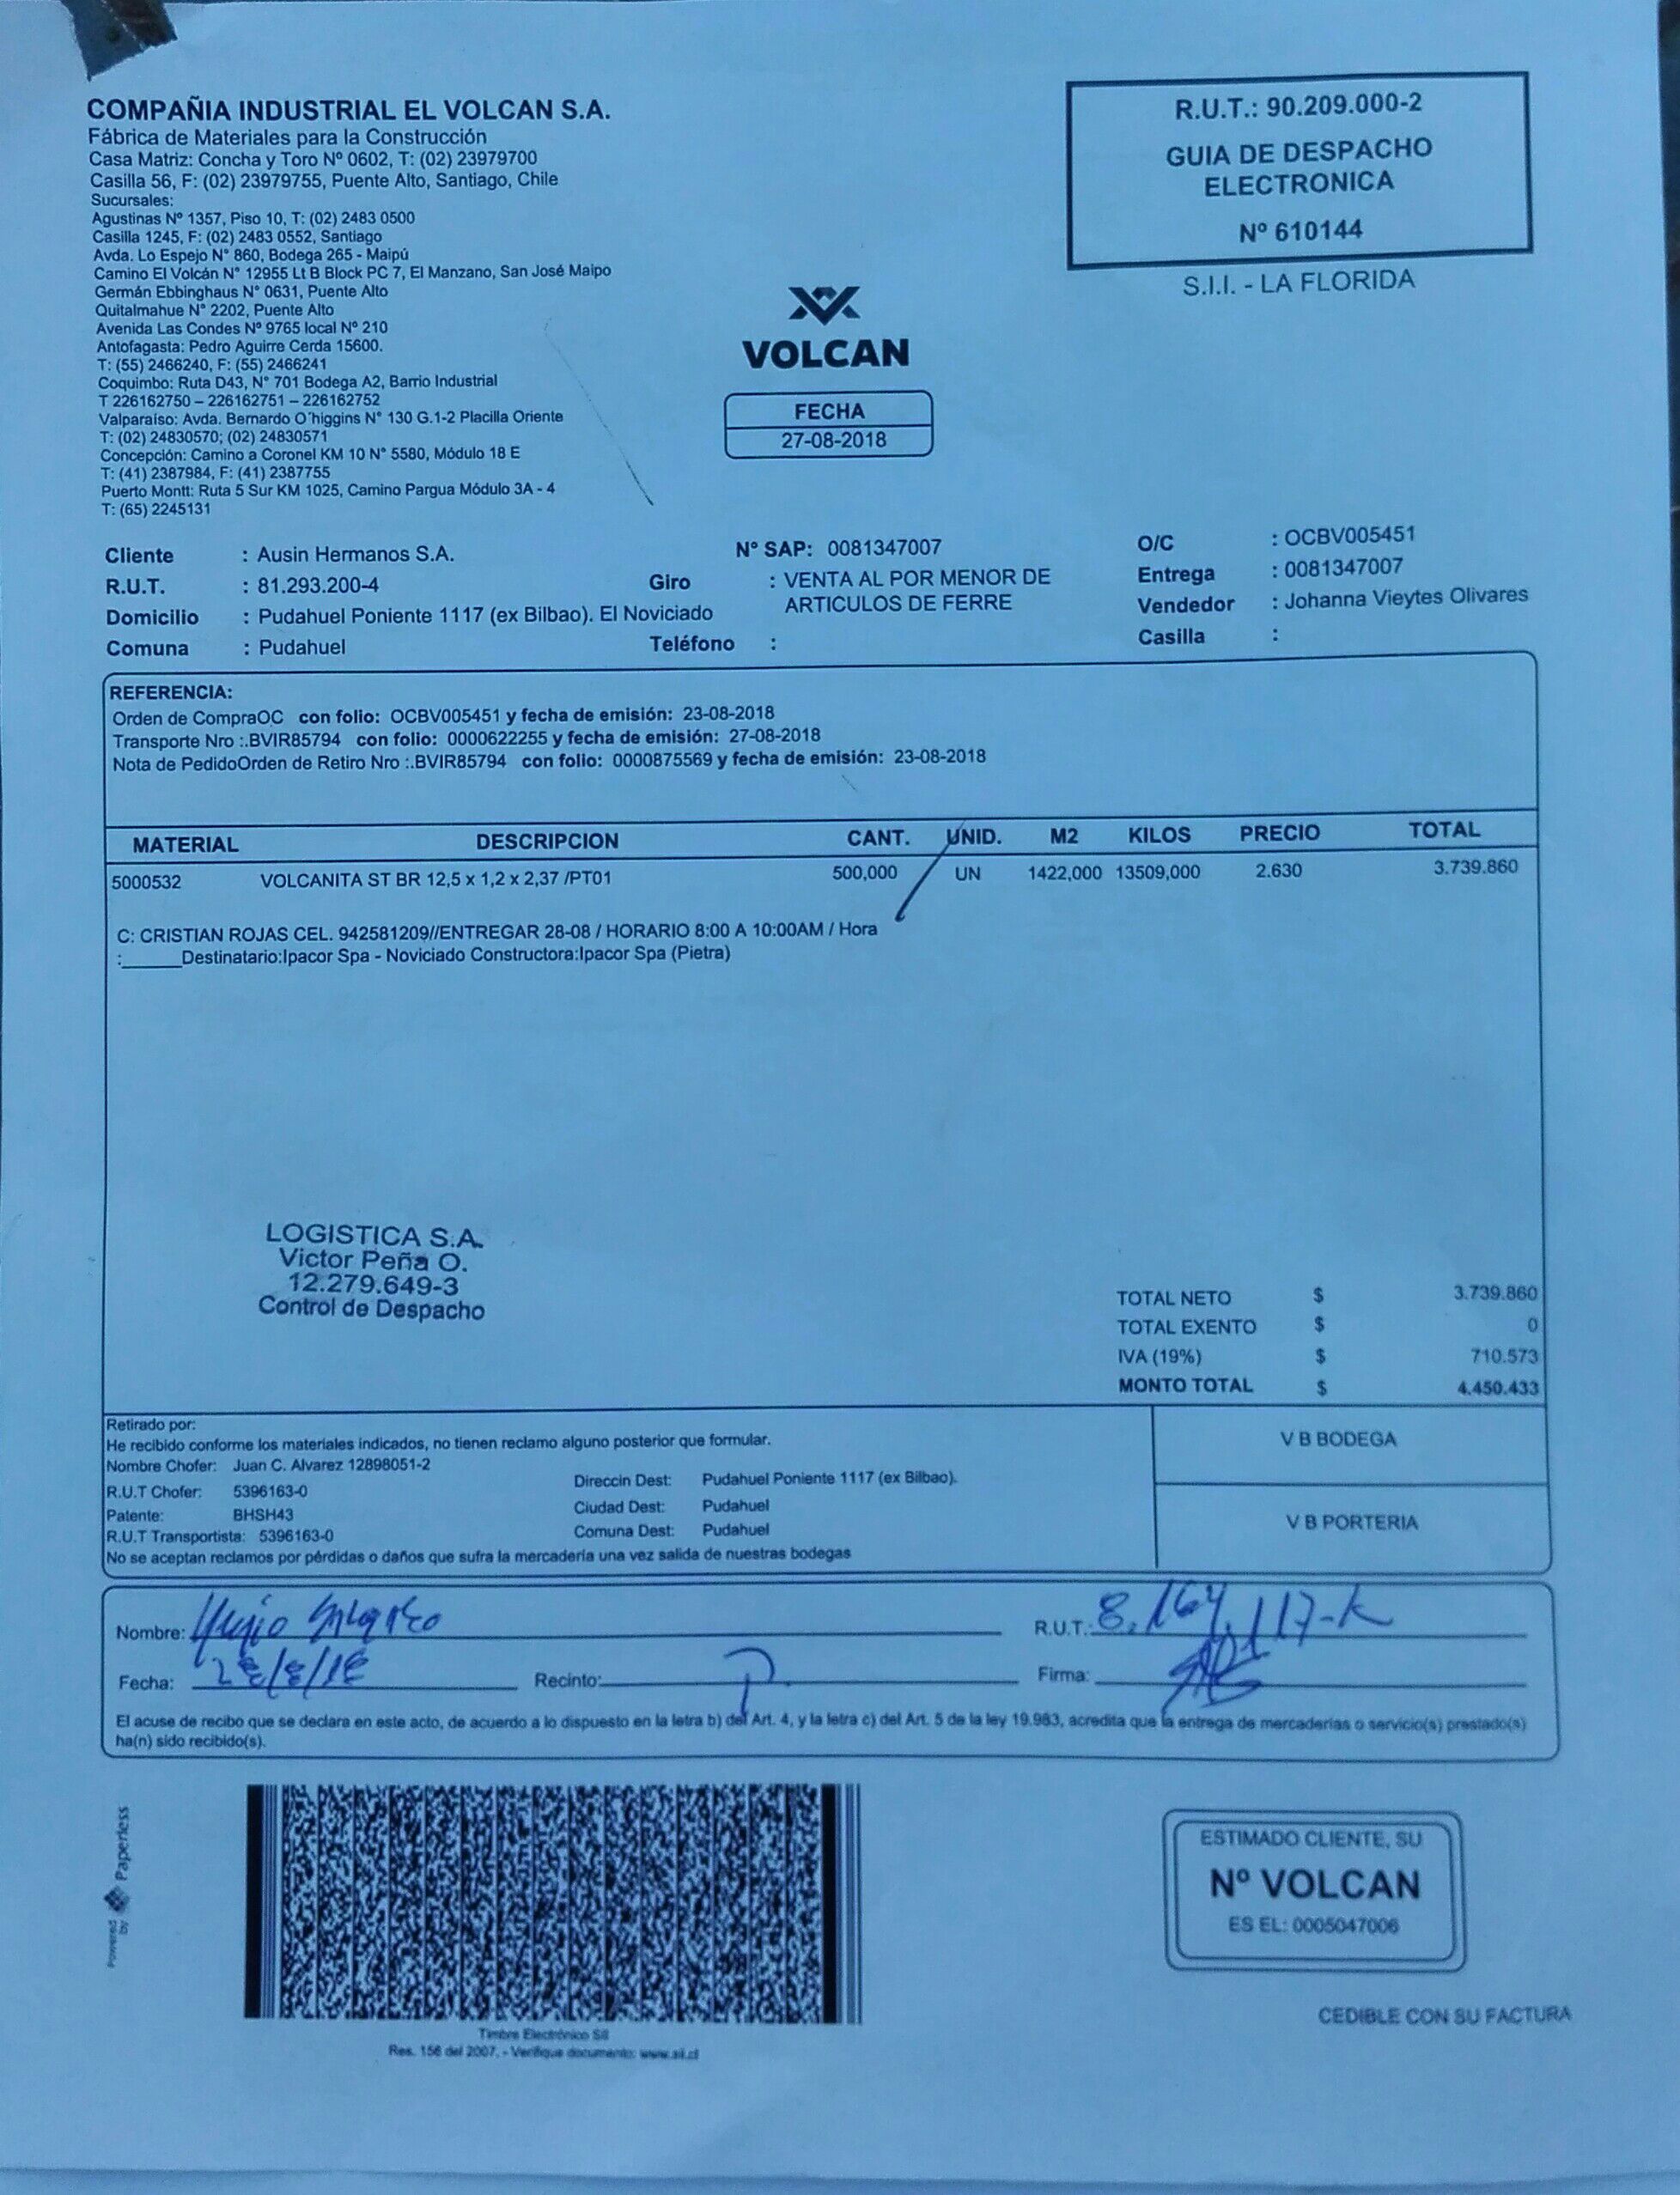 COMPAÑIA INDUSTRIAL EL VOLCAN S.A.
Fábrica de Materiales para la Construcción
Casa Matriz: Concha y Toro Nº 0602, T: (02) 23979700
Casilla 56, F: (02) 23979755, Puente Alto, Santiago, Chile
Sucursales:
Agustinas Nº 1357, Piso 10, T: (02) 2483 0500
Casilla 1245, F: (02) 2483 0552, Santiago
Avda. Lo Espejo N° 860, Bodega 265 - Maipú
Camino El Volcán N° 12955 Lt B Block PC 7, El Manzano, San José Maipo
Germán Ebbinghaus N° 0631, Puente Alto
Quitalmahue N° 2202, Puente Alto
Avenida Las Condes Nº 9765 local Nº 210
Antofagasta: Pedro Aguirre Cerda 15600.
T: (55) 2466240, F: (55) 2466241
Coquimbo: Ruta D43, N° 701 Bodega A2, Barrio Industrial
T 226162750 – 226162751 – 226162752
Valparaíso: Avda. Bernardo O´higgins N° 130 G.1-2 Placilla Oriente
T: (02) 24830570; (02) 24830571
Concepción: Camino a Coronel KM 10 N° 5580, Módulo 18 E
T: (41) 2387984, F: (41) 2387755
Puerto Montt: Ruta 5 Sur KM 1025, Camino Pargua Módulo 3A - 4
T: (65) 2245131
R.U.T.: 90.209.000-2
GUIA DE DESPACHO
ELECTRONICA
Nº 610144
S.I.I. - LA FLORIDA
VOLCAN
FECHA
27-08-2018
Cliente : Ausin Hermanos S.A. N° SAP: 0081347007 O/C : OCBV005451
R.U.T. : 81.293.200-4 Giro : VENTA AL POR MENOR DE ARTICULOS DE FERRE Entrega : 0081347007
Domicilio : Pudahuel Poniente 1117 (ex Bilbao). El Noviciado Vendedor : Johanna Vieytes Olivares
Comuna : Pudahuel Teléfono : Casilla :
REFERENCIA:
Orden de CompraOC con folio: OCBV005451 y fecha de emisión: 23-08-2018
Transporte Nro :.BVIR85794 con folio: 0000622255 y fecha de emisión: 27-08-2018
Nota de PedidoOrden de Retiro Nro :.BVIR85794 con folio: 0000875569 y fecha de emisión: 23-08-2018
MATERIAL DESCRIPCION CANT. UNID. M2 KILOS PRECIO TOTAL
5000532 VOLCANITA ST BR 12,5 x 1,2 x 2,37 /PT01 500,000 UN 1422,000 13509,000 2.630 3.739.860
C: CRISTIAN ROJAS CEL. 942581209//ENTREGAR 28-08 / HORARIO 8:00 A 10:00AM / Hora
:______Destinatario:Ipacor Spa - Noviciado Constructora:Ipacor Spa (Pietra)
LOGISTICA S.A.
Victor Peña O.
12.279.649-3
Control de Despacho
TOTAL NETO $ 3.739.860
TOTAL EXENTO $ 0
IVA (19%) $ 710.573
MONTO TOTAL $ 4.450.433
Retirado por:
He recibido conforme los materiales indicados, no tienen reclamo alguno posterior que formular.
Nombre Chofer: Juan C. Alvarez 12898051-2
R.U.T Chofer: 5396163-0 Direccin Dest: Pudahuel Poniente 1117 (ex Bilbao).
Patente: BHSH43 Ciudad Dest: Pudahuel
R.U.T Transportista: 5396163-0 Comuna Dest: Pudahuel
No se aceptan reclamos por pérdidas o daños que sufra la mercadería una vez salida de nuestras bodegas
V B BODEGA
V B PORTERIA
Nombre: R.U.T.: 8.164.117-K
Fecha: 28/8/18 Recinto: Firma:
El acuse de recibo que se declara en este acto, de acuerdo a lo dispuesto en la letra b) del Art. 4, y la letra c) del Art. 5 de la ley 19.983, acredita que la entrega de mercaderías o servicio(s) prestado(s)
ha(n) sido recibido(s).
Powered by Paperless
Timbre Electrónico SII
Res. 156 del 2007. - Verifique documento: www.sii.cl
ESTIMADO CLIENTE, SU
Nº VOLCAN
ES EL: 0005047006
CEDIBLE CON SU FACTURA